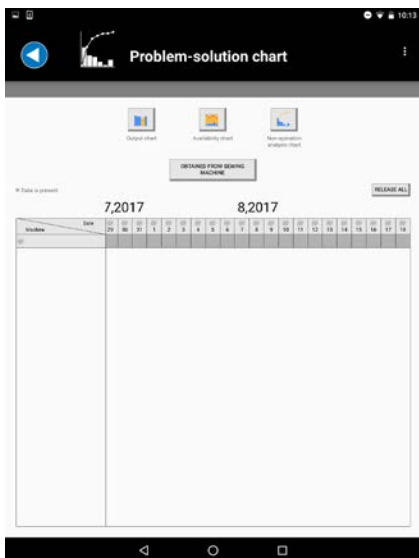 10:13
Problem-solution chart
Output chart
Availability chart
Non-operation
analysis chart
OBTAINED FROM SEWING
MACHINE
Data is present
RELEASE ALL
7,2017 8,2017
Date
Machine
29 30 31 1 2 3 4 5 6 7 8 9 10 11 12 13 14 15 16 17 18